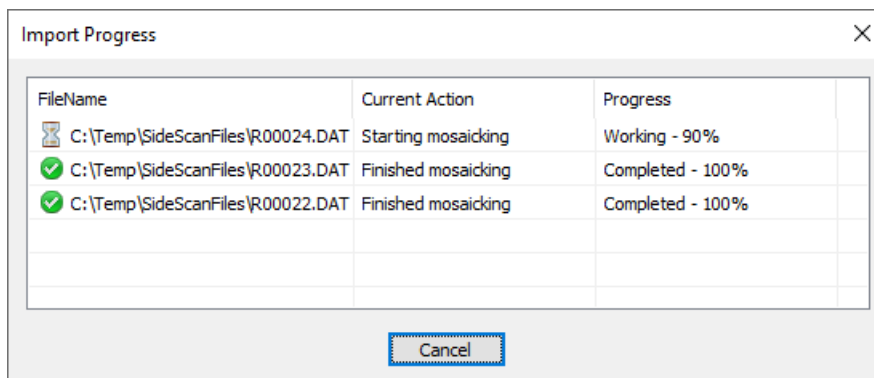 Import Progress
FileName Current Action Progress
C:\Temp\SideScanFiles\R00024.DAT Starting mosaicking Working - 90%
C:\Temp\SideScanFiles\R00023.DAT Finished mosaicking Completed - 100%
C:\Temp\SideScanFiles\R00022.DAT Finished mosaicking Completed - 100%
Cancel